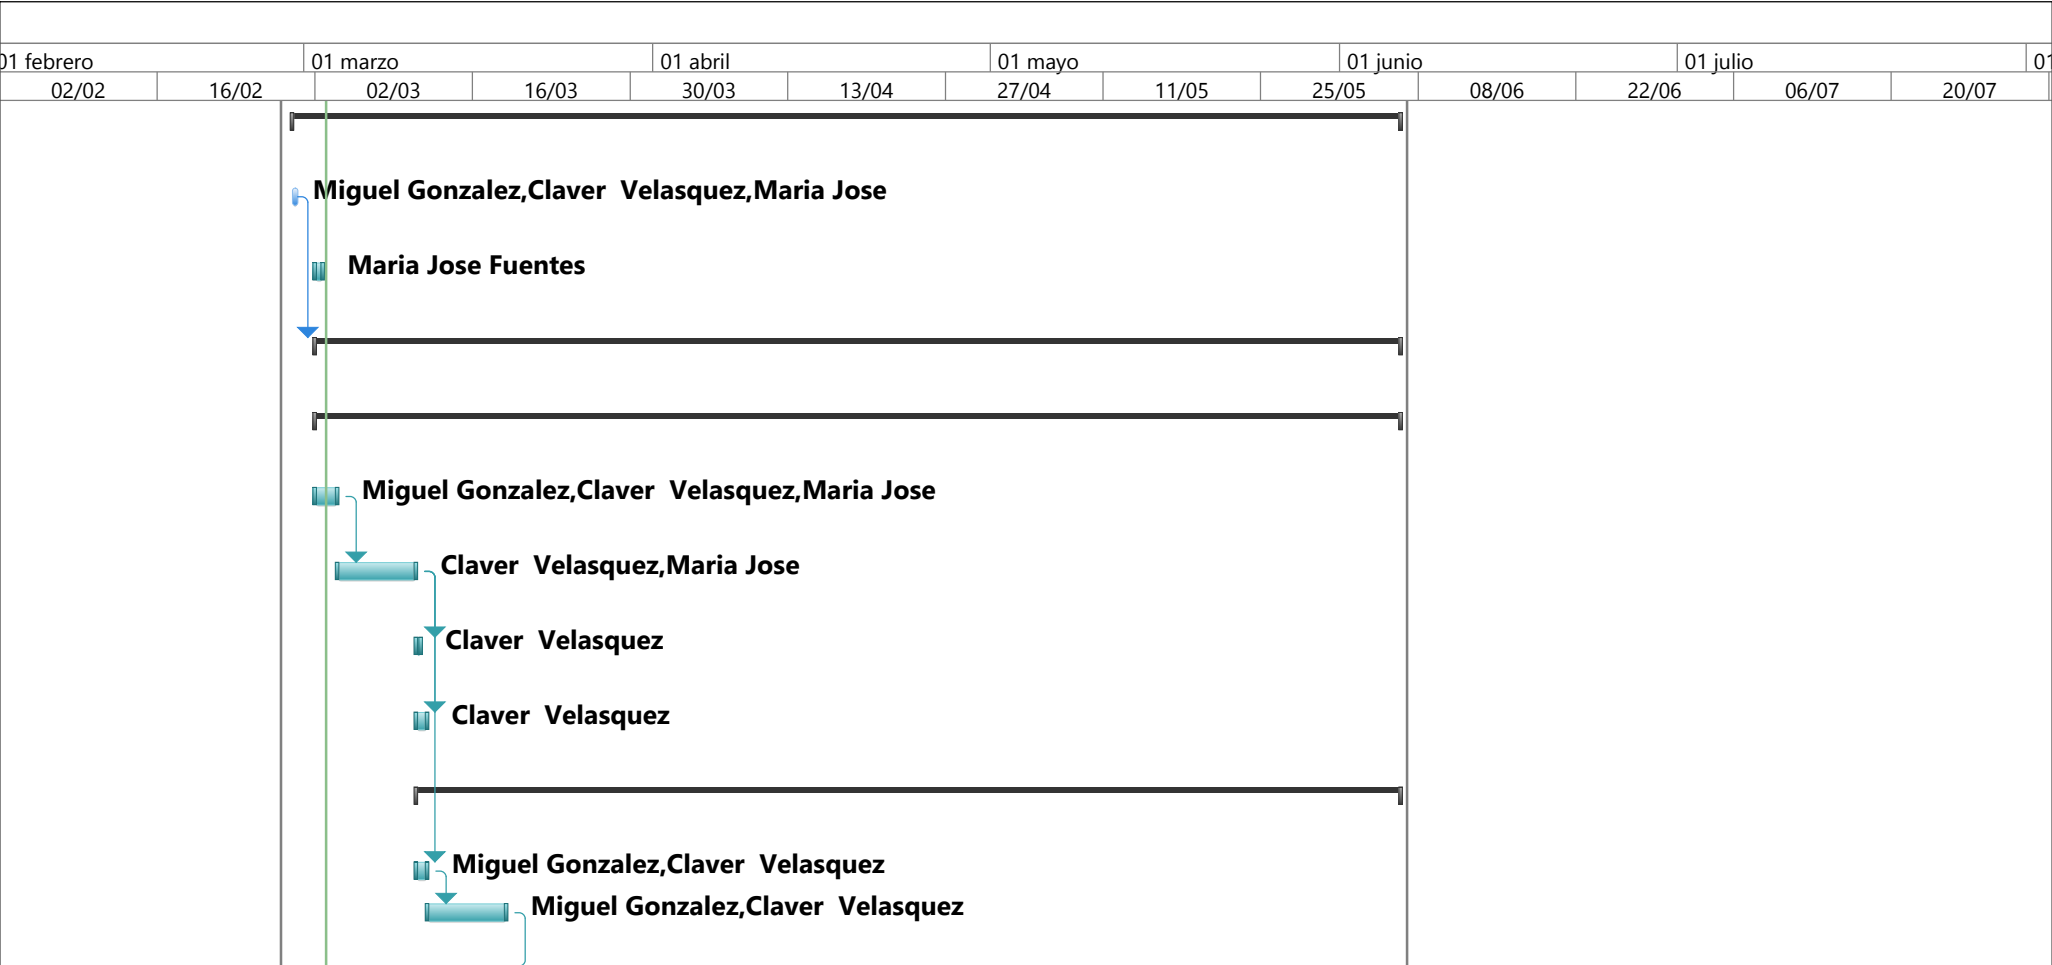 01 febrero 01 marzo 01 abril 01 mayo 01 junio 01 julio 01
02/02 16/02 02/03 16/03 30/03 13/04 27/04 11/05 25/05 08/06 22/06 06/07 20/07
Miguel Gonzalez,Claver Velasquez,Maria Jose
Maria Jose Fuentes
Miguel Gonzalez,Claver Velasquez,Maria Jose
Claver Velasquez,Maria Jose
Claver Velasquez
Claver Velasquez
Miguel Gonzalez,Claver Velasquez
Miguel Gonzalez,Claver Velasquez